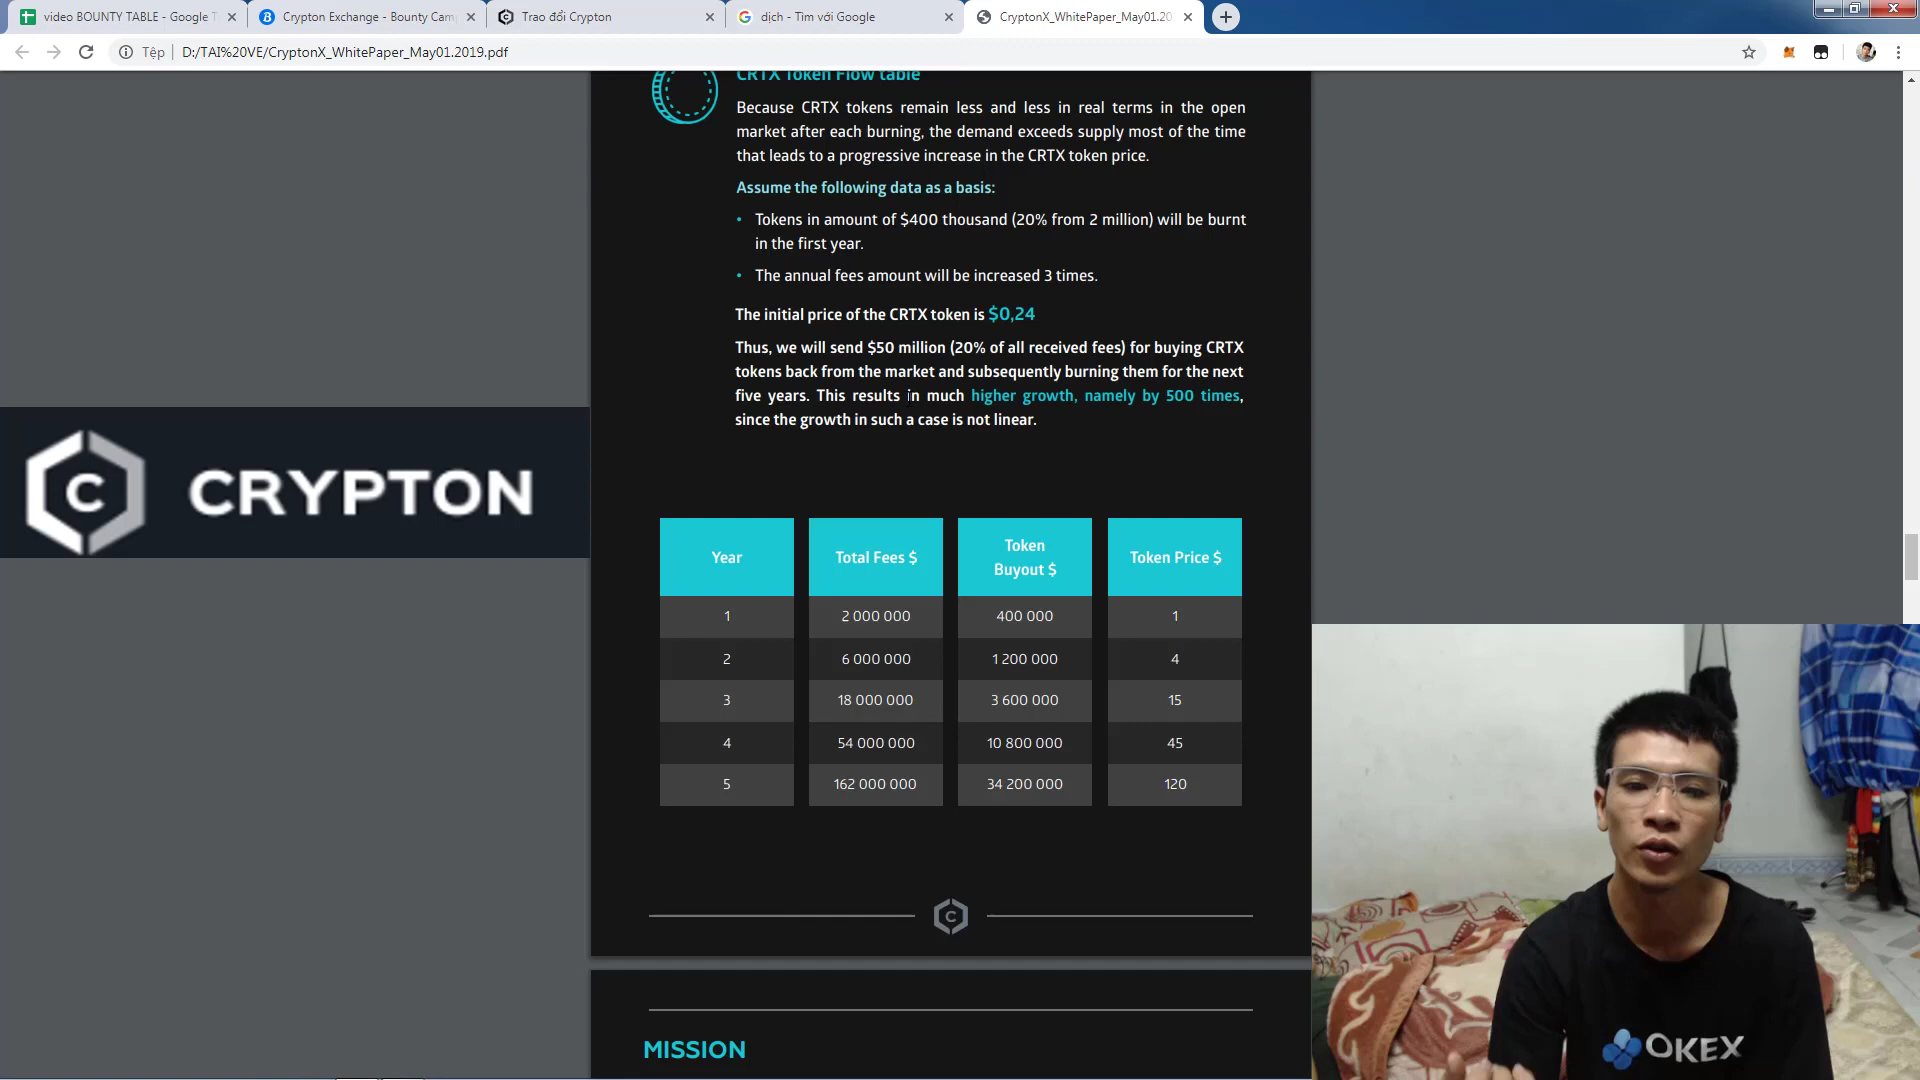 video BOUNTY TABLE - Google T
Crypton Exchange - Bounty Cam
Trao đổi Crypton
dịch - Tìm với Google
CryptonX_WhitePaper_May01.20
Tệp
D:/TAI%20VE/CryptonX_WhitePaper_May01.2019.pdf
CRTX Token Flow table
Because CRTX tokens remain less and less in real terms in the open
market after each burning, the demand exceeds supply most of the time
that leads to a progressive increase in the CRTX token price.
Assume the following data as a basis:
• Tokens in amount of $400 thousand (20% from 2 million) will be burnt
in the first year.
• The annual fees amount will be increased 3 times.
The initial price of the CRTX token is $0,24
Thus, we will send $50 million (20% of all received fees) for buying CRTX
tokens back from the market and subsequently burning them for the next
five years. This results in much higher growth, namely by 500 times,
since the growth in such a case is not linear.
C CRYPTON
Year Total Fees $ Token Buyout $ Token Price $
1 2 000 000 400 000 1
2 6 000 000 1 200 000 4
3 18 000 000 3 600 000 15
4 54 000 000 10 800 000 45
5 162 000 000 34 200 000 120
C
MISSION
OKEX